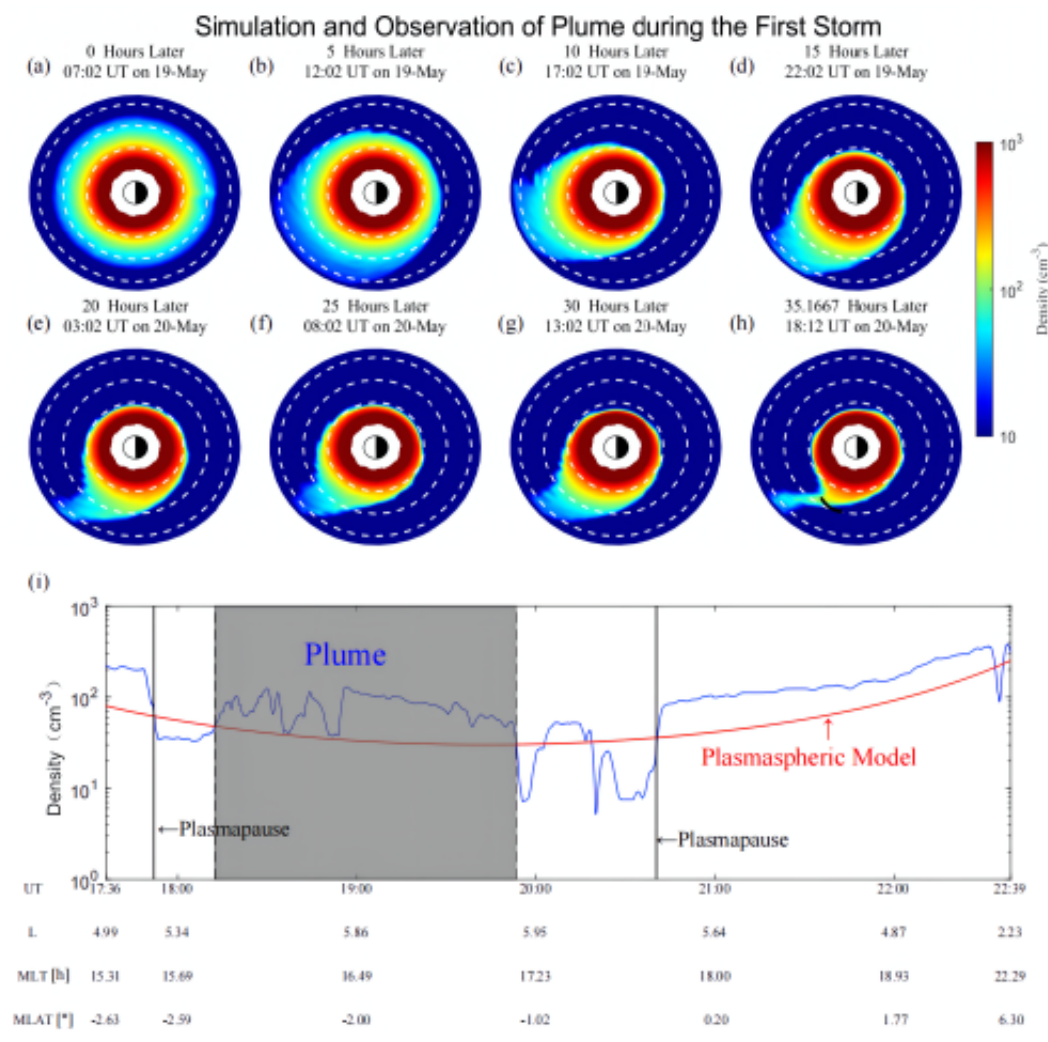 Simulation and Observation of Plume during the First Storm
(a) 0 Hours Later
07:02 UT on 19-May
(b) 5 Hours Later
12:02 UT on 19-May
(c) 10 Hours Later
17:02 UT on 19-May
(d) 15 Hours Later
22:02 UT on 19-May
10³
10²
10
Density (cm⁻³)
(e) 20 Hours Later
03:02 UT on 20-May
(f) 25 Hours Later
08:02 UT on 20-May
(g) 30 Hours Later
13:02 UT on 20-May
(h) 35.1667 Hours Later
18:12 UT on 20-May
(i)
10³
10²
10¹
10⁰
Density (cm⁻³)
Plume
Plasmaspheric Model
←Plasmapause
←Plasmapause
UT 17:36 18:00 19:00 20:00 21:00 22:00 22:39
L 4.99 5.34 5.86 5.95 5.64 4.87 2.23
MLT [h] 15.31 15.69 16.49 17.23 18.00 18.93 22.29
MLAT [°] -2.63 -2.59 -2.00 -1.02 0.20 1.77 6.30